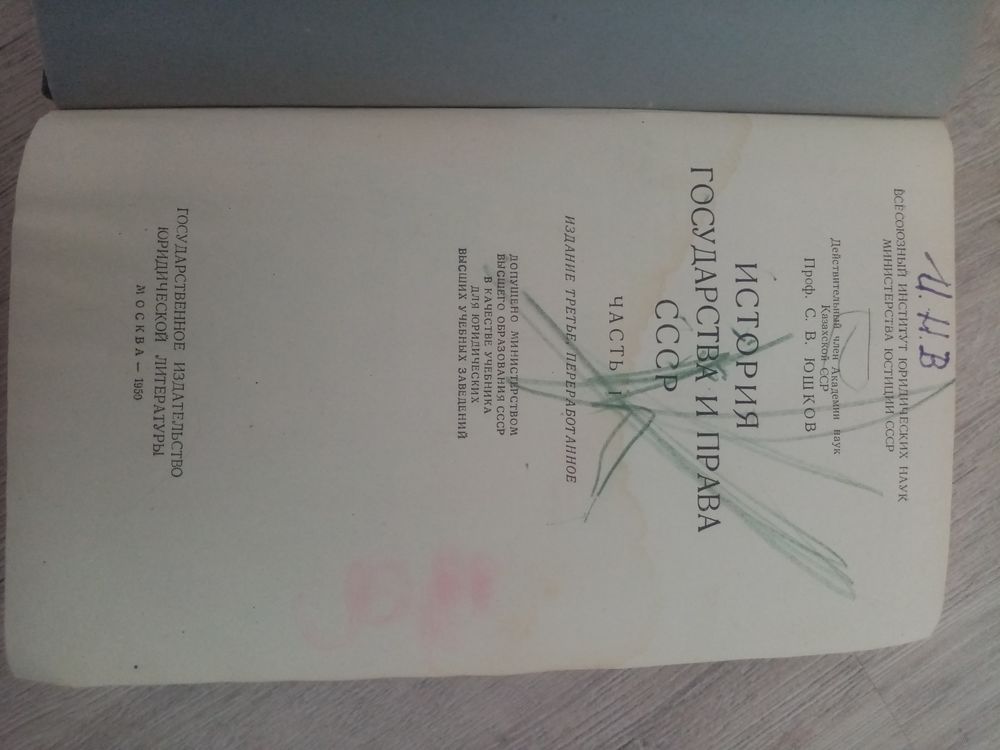 И. Н. В
ВСЕСОЮЗНЫЙ ИНСТИТУТ ЮРИДИЧЕСКИХ НАУК
МИНИСТЕРСТВА ЮСТИЦИИ СССР
Действительный член Академии наук
Казахской ССР
Проф. С. В. ЮШКОВ
ИСТОРИЯ
ГОСУДАРСТВА И ПРАВА
СССР
ЧАСТЬ I
ИЗДАНИЕ ТРЕТЬЕ, ПЕРЕРАБОТАННОЕ
ДОПУЩЕНО МИНИСТЕРСТВОМ
ВЫСШЕГО ОБРАЗОВАНИЯ СССР
В КАЧЕСТВЕ УЧЕБНИКА
ДЛЯ ЮРИДИЧЕСКИХ
ВЫСШИХ УЧЕБНЫХ ЗАВЕДЕНИЙ
ГОСУДАРСТВЕННОЕ ИЗДАТЕЛЬСТВО
ЮРИДИЧЕСКОЙ ЛИТЕРАТУРЫ
МОСКВА — 1950